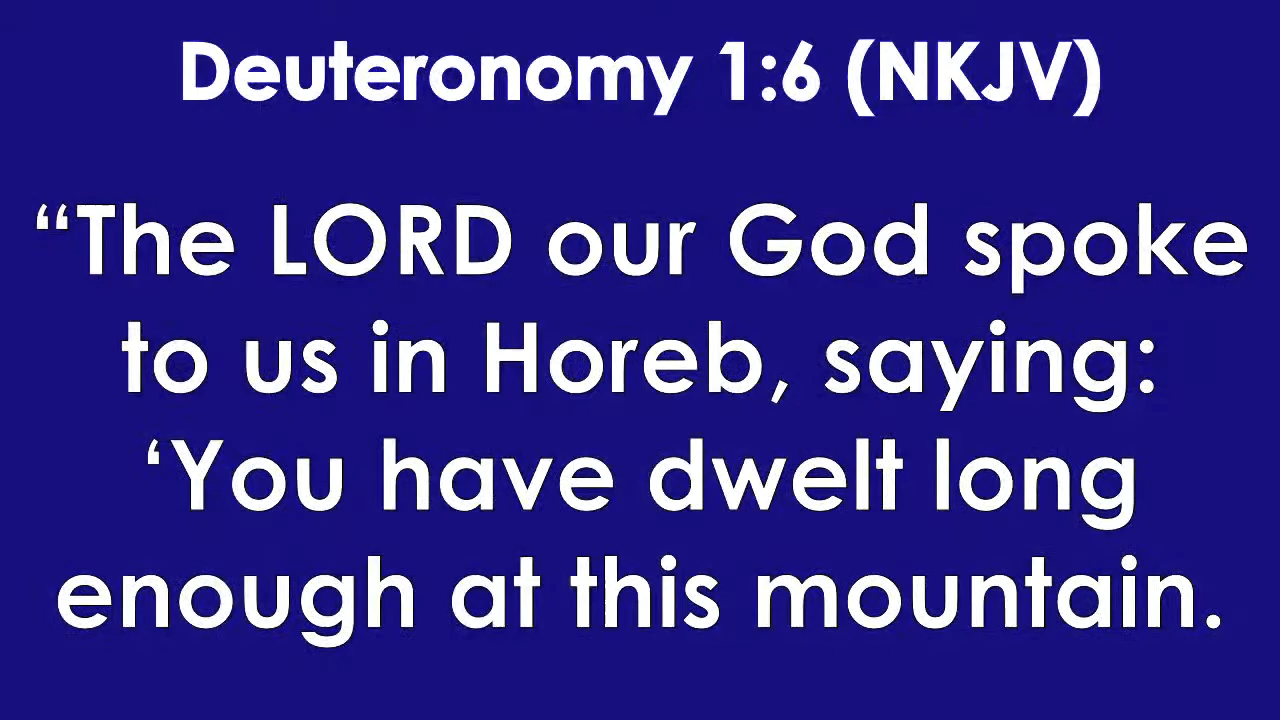 Deuteronomy 1:6 (NKJV)
“The LORD our God spoke
to us in Horeb, saying:
‘You have dwelt long
enough at this mountain.